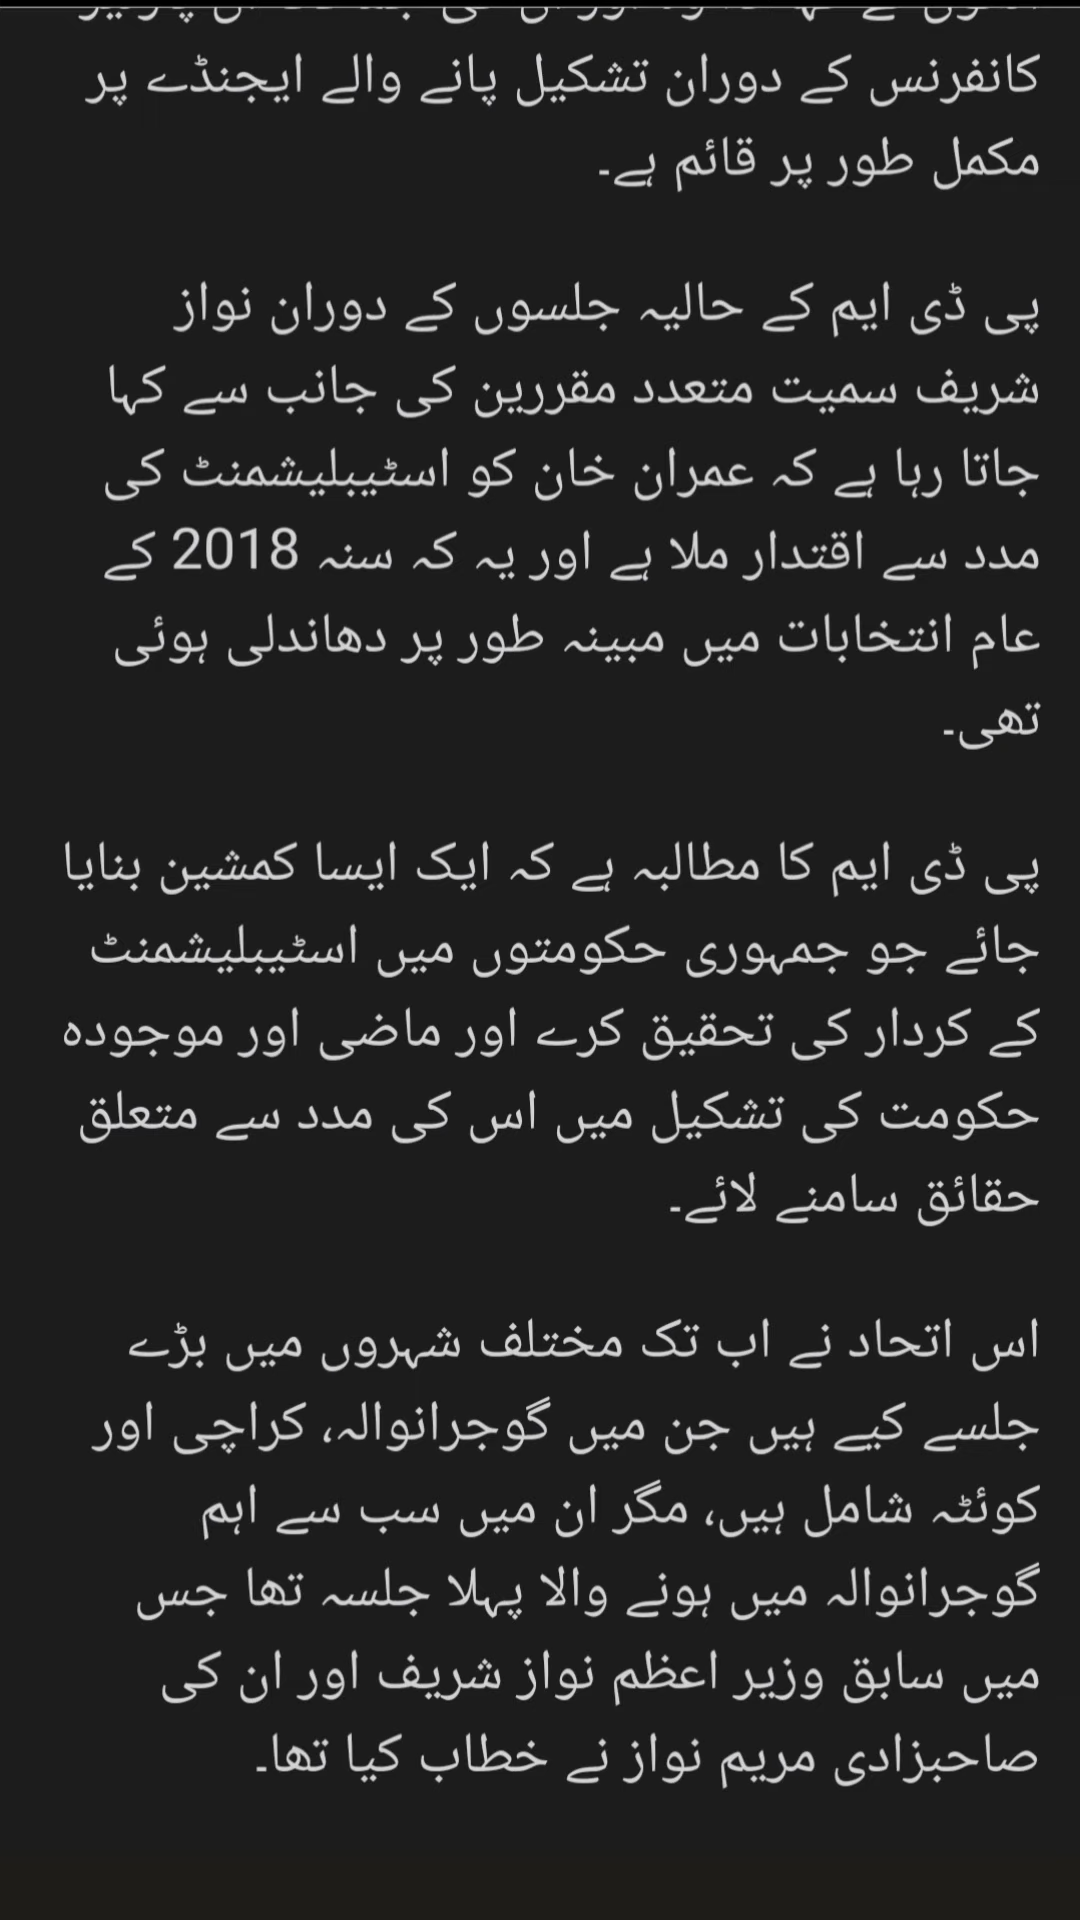 کانفرنس کے دوران تشکیل پانے والے ایجنڈے پر
مکمل طور پر قائم ہے۔
پی ڈی ایم کے حالیہ جلسوں کے دوران نواز
شریف سمیت متعدد مقررین کی جانب سے کہا
جاتا رہا ہے کہ عمران خان کو اسٹیبلیشمنٹ کی
مدد سے اقتدار ملا ہے اور یہ کہ سنہ 2018 کے
عام انتخابات میں مبینہ طور پر دھاندلی ہوئی
تھی۔
پی ڈی ایم کا مطالبہ ہے کہ ایک ایسا کمشین بنایا
جائے جو جمہوری حکومتوں میں اسٹیبلیشمنٹ
کے کردار کی تحقیق کرے اور ماضی اور موجودہ
حکومت کی تشکیل میں اس کی مدد سے متعلق
حقائق سامنے لائے۔
اس اتحاد نے اب تک مختلف شہروں میں بڑے
جلسے کیے ہیں جن میں گوجرانوالہ، کراچی اور
کوئٹہ شامل ہیں، مگر ان میں سب سے اہم
گوجرانوالہ میں ہونے والا پہلا جلسہ تھا جس
میں سابق وزیر اعظم نواز شریف اور ان کی
صاحبزادی مریم نواز نے خطاب کیا تھا۔